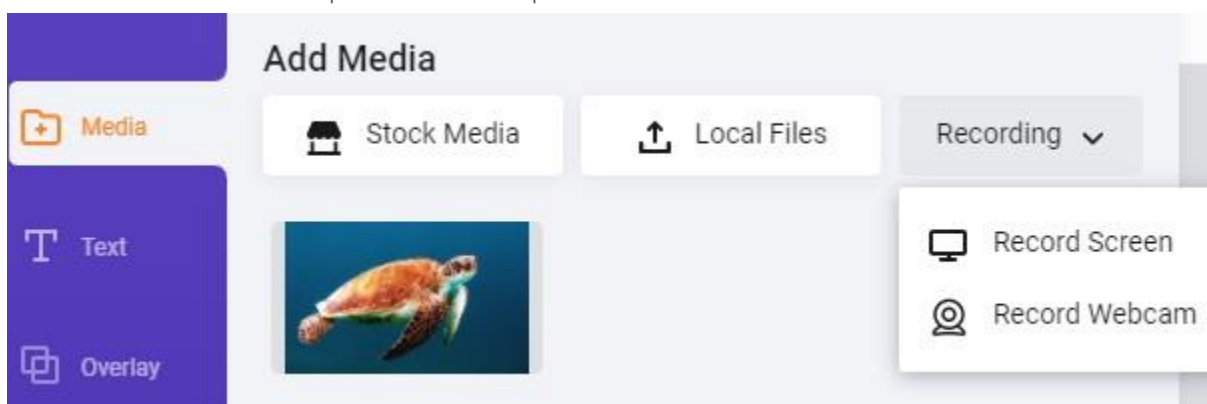 Add Media
Media
Stock Media
Local Files
Recording
Text
Record Screen
Record Webcam
Overlay